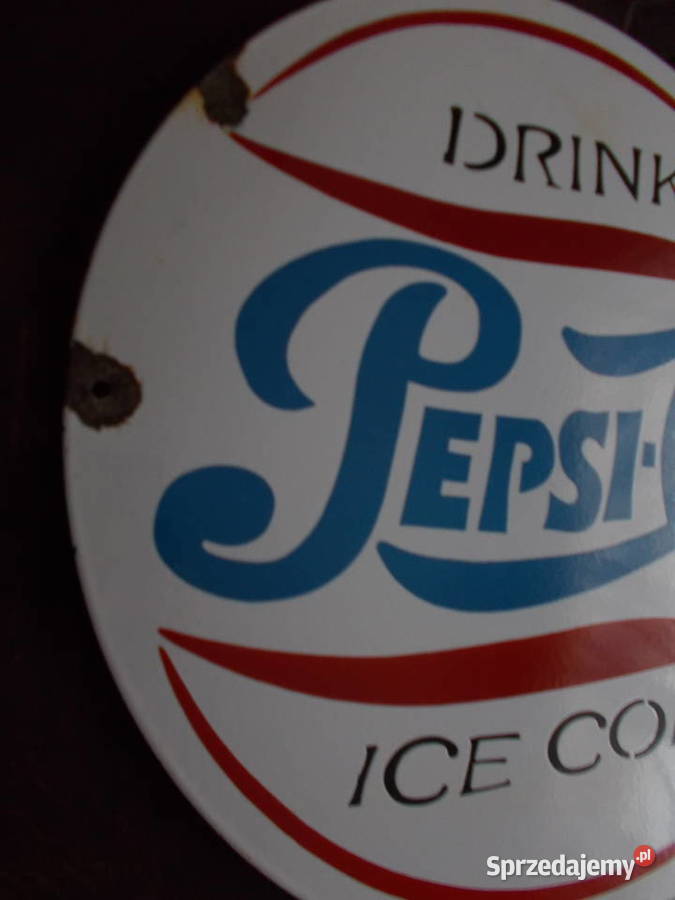 DRINK
PEPSI-C
ICE CO
Sprzedajemy.pl